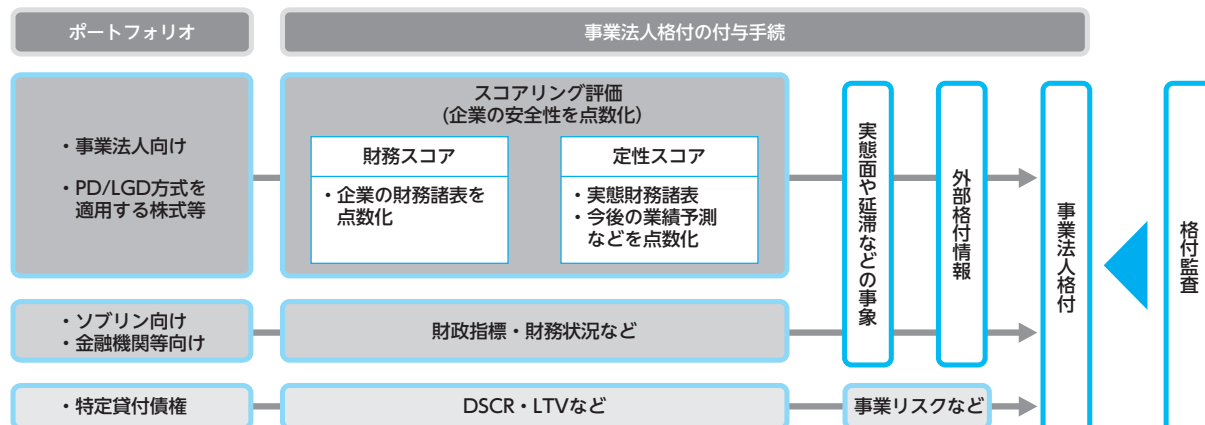 ポートフォリオ
事業法人格付の付与手続
・事業法人向け
・PD/LGD方式を
適用する株式等
スコアリング評価
(企業の安全性を点数化)
財務スコア
・企業の財務諸表を
点数化
定性スコア
・実態財務諸表
・今後の業績予測
などを点数化
実態面や延滞などの事象
外部格付情報
事業法人格付
格付監査
・ソブリン向け
・金融機関等向け
財政指標・財務状況など
・特定貸付債権
DSCR・LTVなど
事業リスクなど